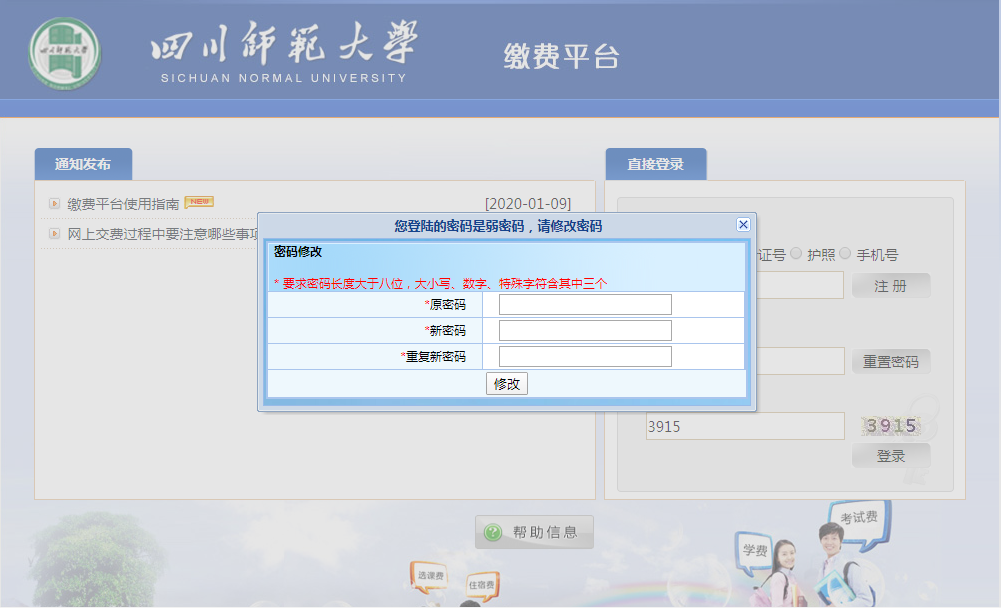 四川師範大學
SICHUAN NORMAL UNIVERSITY
缴费平台
通知发布
直接登录
缴费平台使用指南 NEW [2020-01-09]
网上交费过程中要注意哪些事项
您登陆的密码是弱密码，请修改密码
密码修改
* 要求密码长度大于八位，大小写、数字、特殊字符含其中三个
*原密码
*新密码
*重复新密码
修改
证号 护照 手机号
注 册
重置密码
3915 3915
登录
帮助信息
考试费
学费
选课费
住宿费